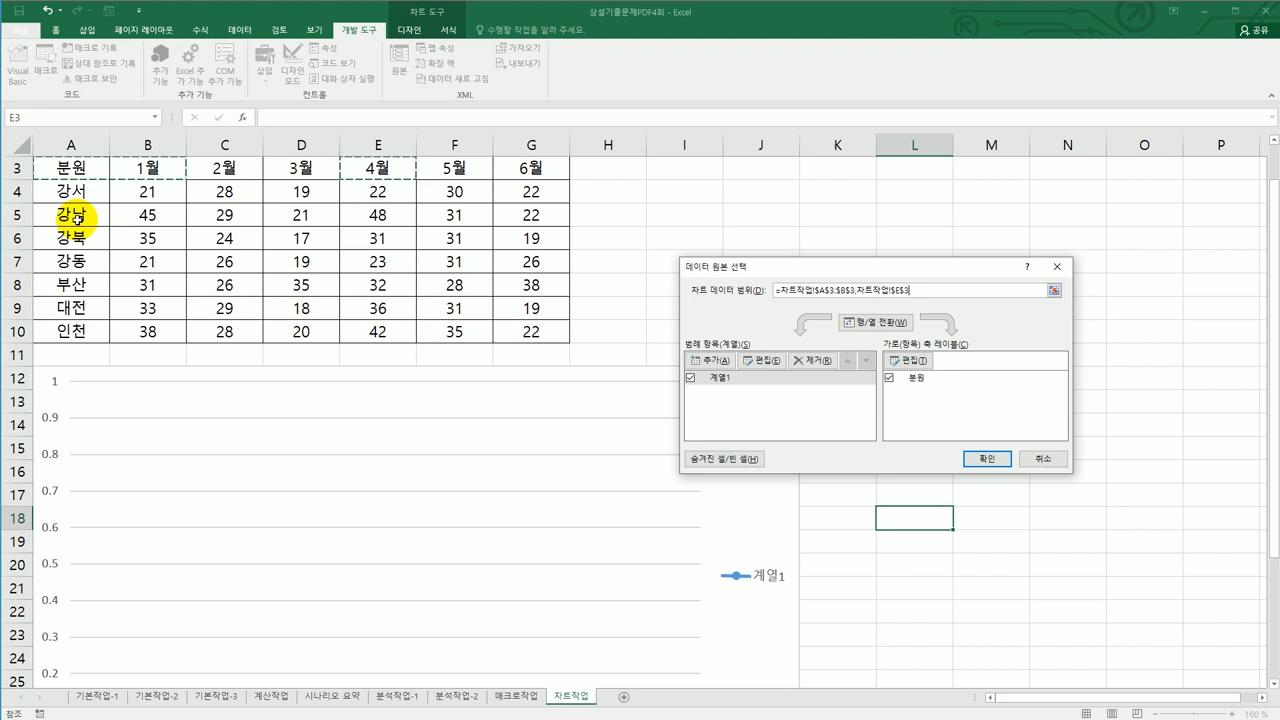 차트 도구
상설기출문제PDF4회 - Excel
홈 삽입 페이지 레이아웃 수식 데이터 검토 보기 개발 도구 디자인 서식 수행할 작업을 알려 주세요. 공유
Visual Basic
매크로
매크로 기록
상대 참조로 기록
매크로 보안
추가 기능
Excel 추가 기능
COM 추가 기능
삽입
디자인 모드
속성
코드 보기
대화 상자 실행
원본
맵 속성
확장 팩
데이터 새로 고침
가져오기
내보내기
코드 추가 기능 컨트롤 XML
E3 fx
A B C D E F G H I J K L M N O P
3 분원 1월 2월 3월 4월 5월 6월
4 강서 21 28 19 22 30 22
5 강남 45 29 21 48 31 22
6 강북 35 24 17 31 31 19
7 강동 21 26 19 23 31 26
8 부산 31 26 35 32 28 38
9 대전 33 29 18 36 31 19
10 인천 38 28 20 42 35 22
11
12
13
14
15
16
17
18
19
20
21
22
23
24
25
1
0.9
0.8
0.7
0.6
0.5
0.4
0.3
0.2
계열1
데이터 원본 선택 ?
차트 데이터 범위(D): =차트작업!$A$3:$B$3,차트작업!$E$3
행/열 전환(W)
범례 항목(계열)(S) 가로(항목) 축 레이블(C)
추가(A) 편집(E) 제거(R) 편집(T)
계열1 분원
숨겨진 셀/빈 셀(H) 확인 취소
기본작업-1 기본작업-2 기본작업-3 계산작업 시나리오 요약 분석작업-1 분석작업-2 매크로작업 차트작업
참조 160 %